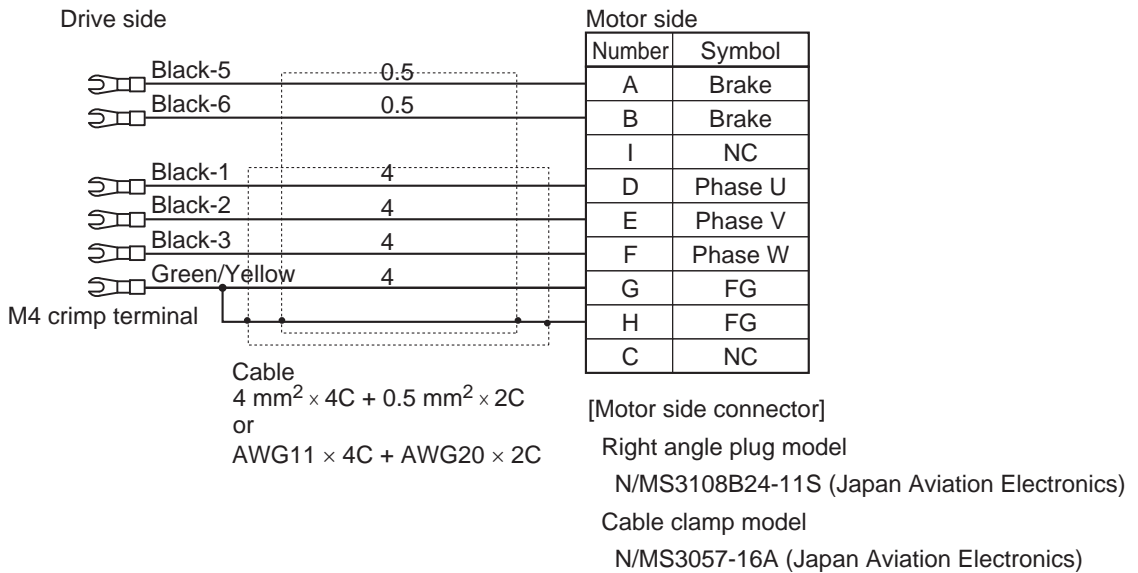 Drive side
Motor side
Number Symbol
Black-5 0.5 A Brake
Black-6 0.5 B Brake
I NC
Black-1 4 D Phase U
Black-2 4 E Phase V
Black-3 4 F Phase W
Green/Yellow 4 G FG
M4 crimp terminal H FG
C NC
Cable
4 mm² × 4C + 0.5 mm² × 2C
or
AWG11 × 4C + AWG20 × 2C
[Motor side connector]
Right angle plug model
N/MS3108B24-11S (Japan Aviation Electronics)
Cable clamp model
N/MS3057-16A (Japan Aviation Electronics)